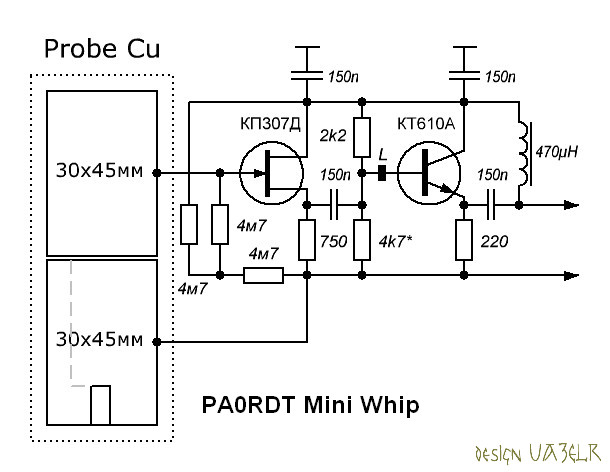 Probe Cu
150n
150n
КП307Д
2k2
КТ610А
30x45мм
150n
L
150n
470µH
4м7
4м7
4м7
750
4k7*
220
30x45мм
PA0RDT Mini Whip
DESIGN UA3ELR